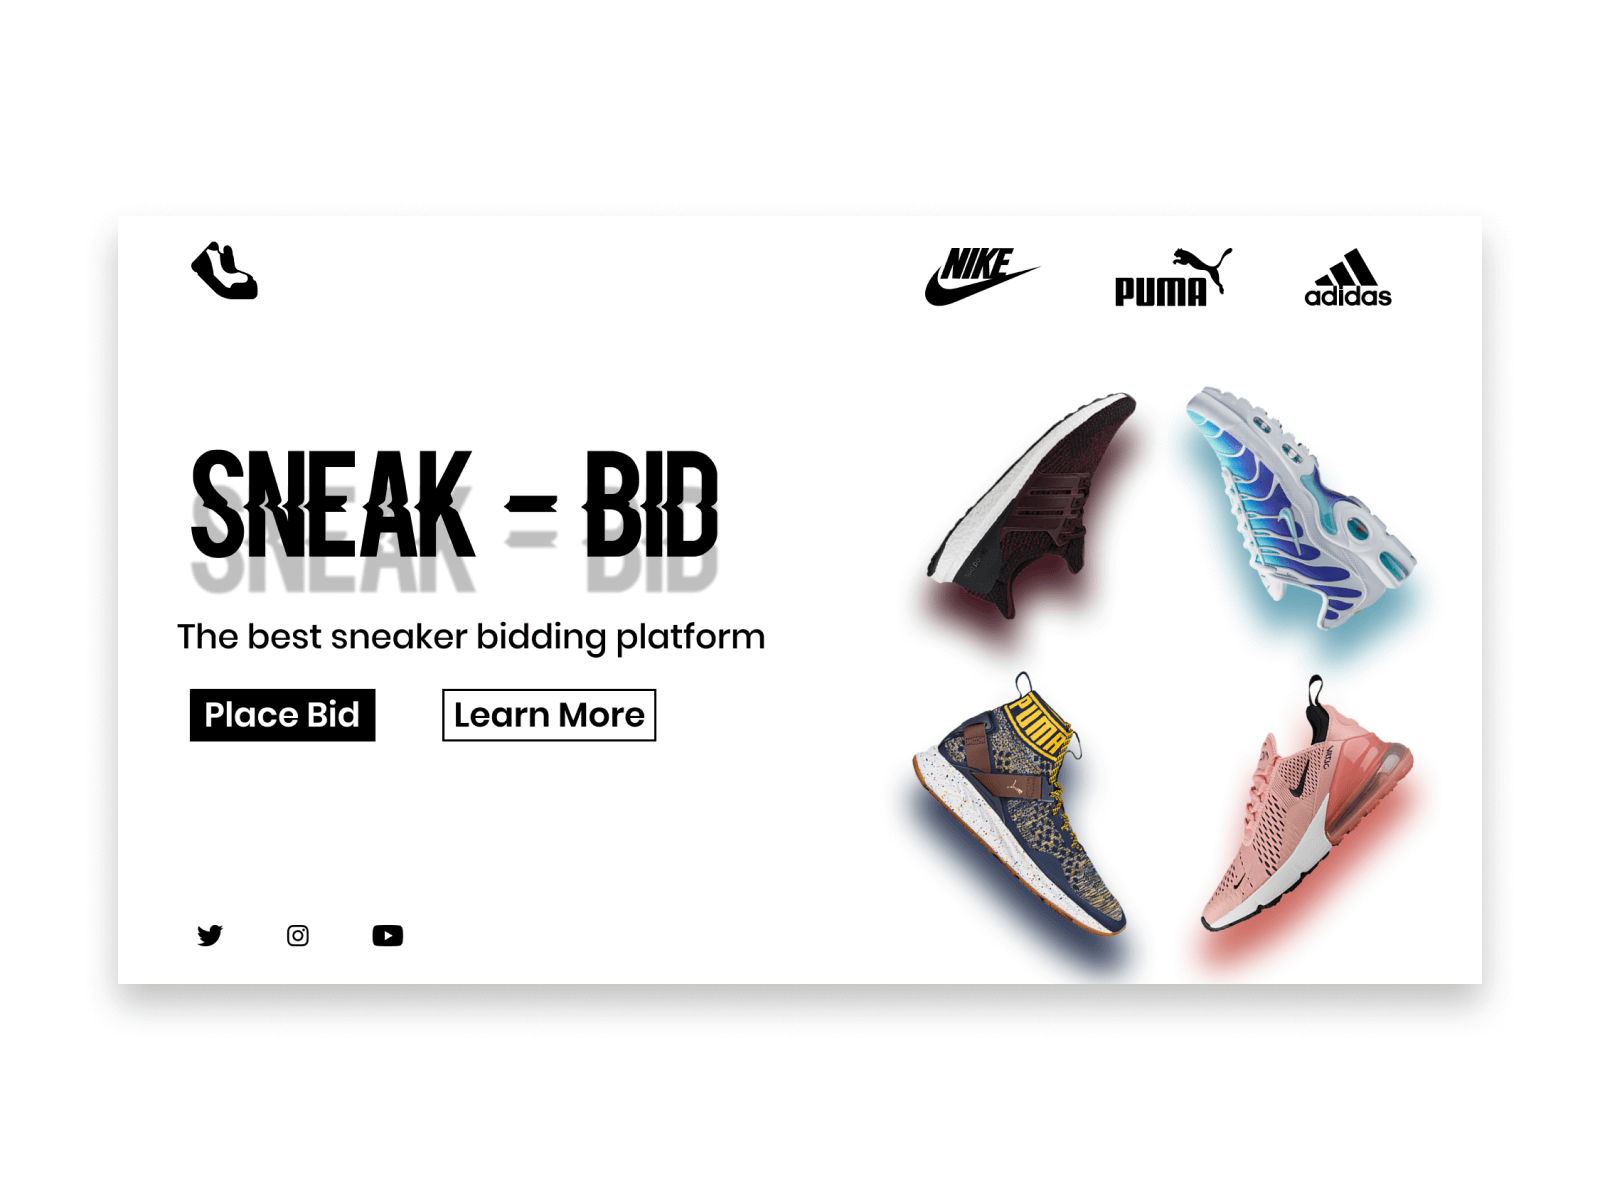 NIKE
PUMA
adidas
SNEAK - BID
The best sneaker bidding platform
Place Bid
Learn More
PUMA